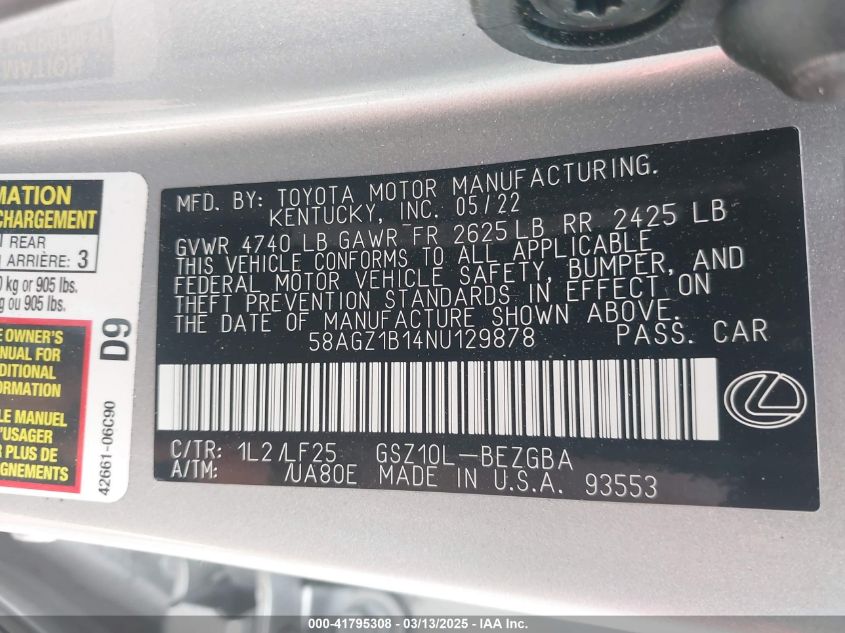 MFD. BY: TOYOTA MOTOR MANUFACTURING.
KENTUCKY, INC. 05/22
GVWR 4740 LB GAWR FR 2625 LB RR 2425 LB
THIS VEHICLE CONFORMS TO ALL APPLICABLE
FEDERAL MOTOR VEHICLE SAFETY, BUMPER, AND
THEFT PREVENTION STANDARDS IN EFFECT ON
THE DATE OF MANUFACTURE SHOWN ABOVE.
58AGZ1B14NU129878 PASS. CAR
C/TR: 1L2/LF25 GSZ10L-BEZGBA
A/TM: /UA80E MADE IN U.S.A. 93553
MATION
CHARGEMENT
REAR
ARRIÈRE: 3
kg or 905 lbs.
g ou 905 lbs.
OWNER'S
ANUAL FOR
DITIONAL
ORMATION
LE MANUEL
'USAGER
R PLUS DE
GNEMENTS
D9
42661-06C90
000-41795308 - 03/13/2025 - IAA Inc.